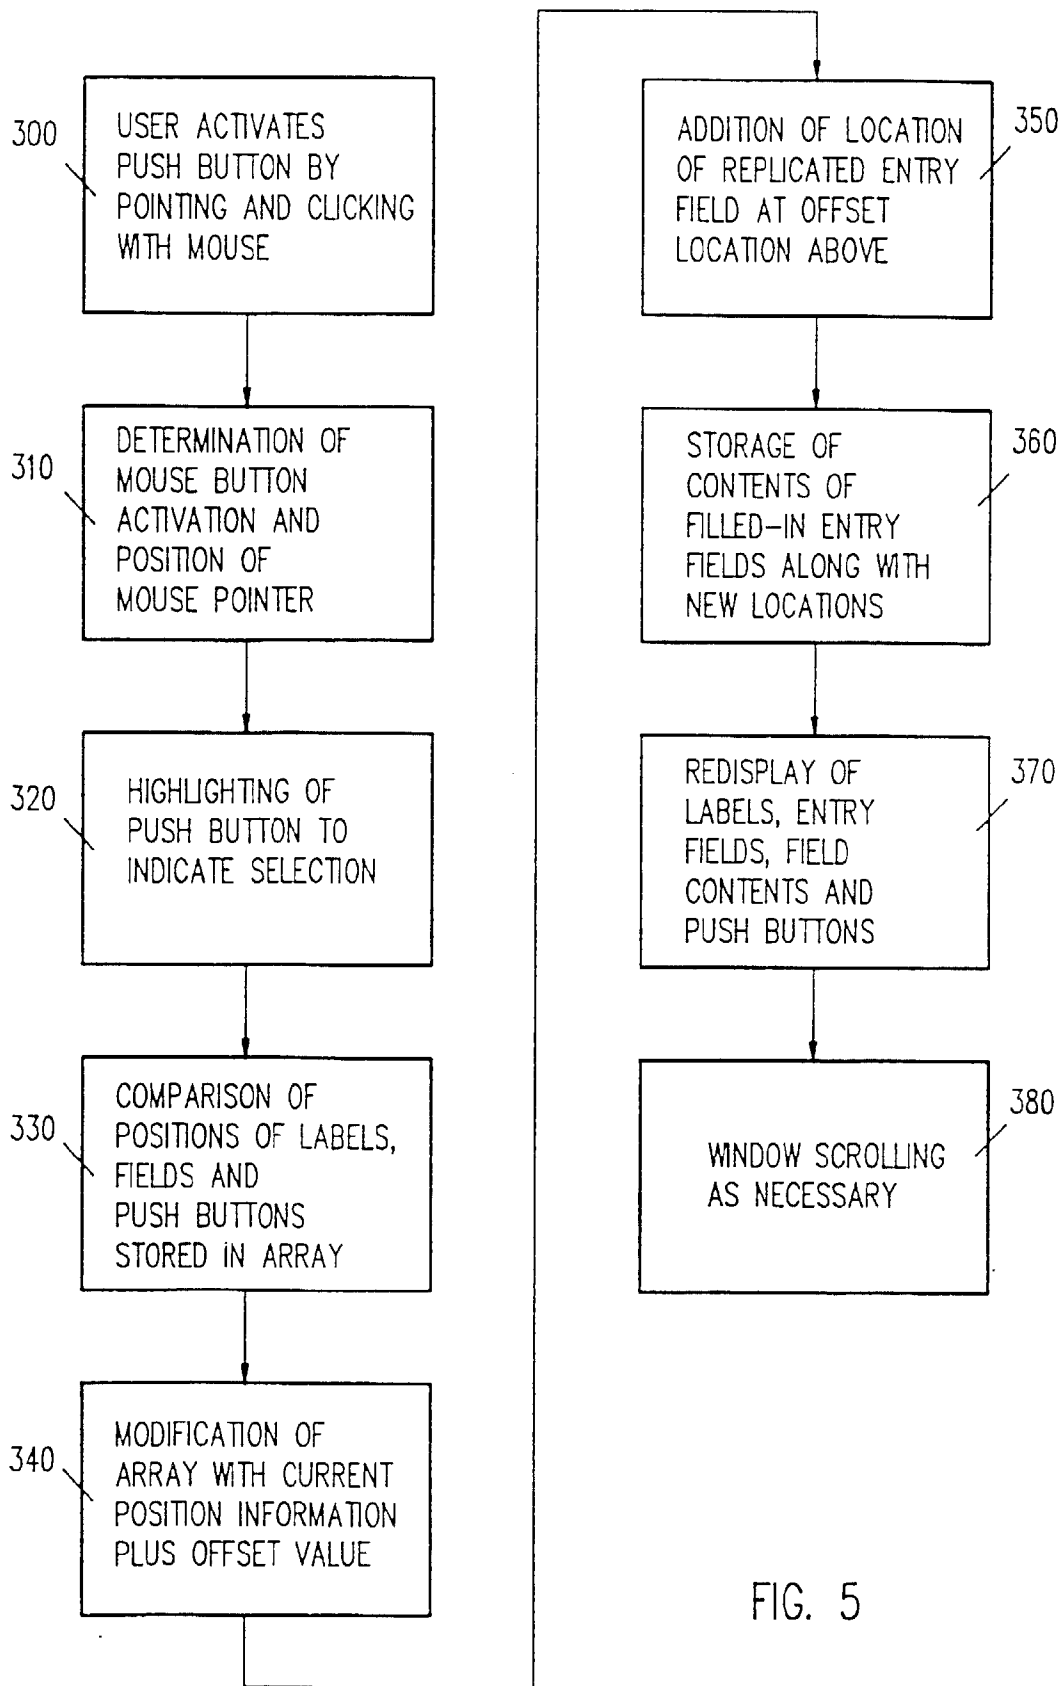 300
USER ACTIVATES
PUSH BUTTON BY
POINTING AND CLICKING
WITH MOUSE
310
DETERMINATION OF
MOUSE BUTTON
ACTIVATION AND
POSITION OF
MOUSE POINTER
320
HIGHLIGHTING OF
PUSH BUTTON TO
INDICATE SELECTION
330
COMPARISON OF
POSITIONS OF LABELS,
FIELDS AND
PUSH BUTTONS
STORED IN ARRAY
340
MODIFICATION OF
ARRAY WITH CURRENT
POSITION INFORMATION
PLUS OFFSET VALUE
350
ADDITION OF LOCATION
OF REPLICATED ENTRY
FIELD AT OFFSET
LOCATION ABOVE
360
STORAGE OF
CONTENTS OF
FILLED-IN ENTRY
FIELDS ALONG WITH
NEW LOCATIONS
370
REDISPLAY OF
LABELS, ENTRY
FIELDS, FIELD
CONTENTS AND
PUSH BUTTONS
380
WINDOW SCROLLING
AS NECESSARY
FIG. 5